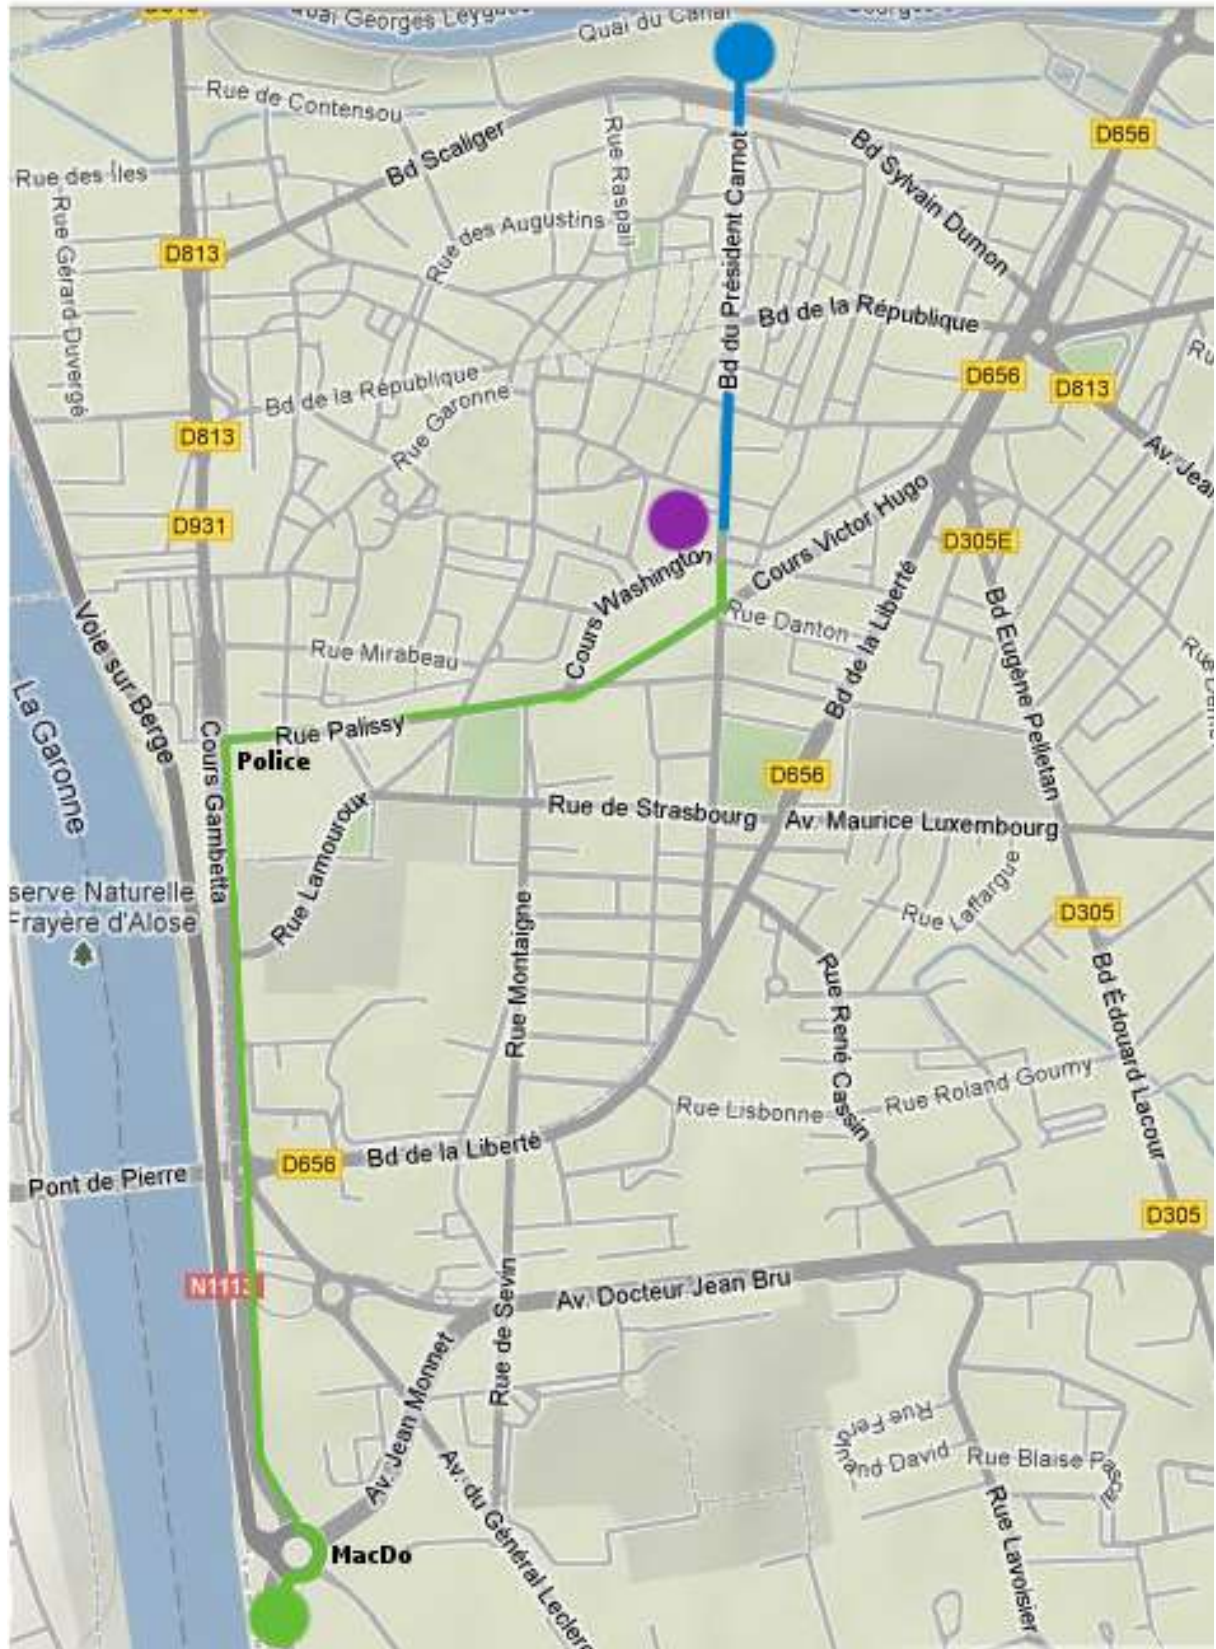 Quai Georges Leygues
Quai du Canal
D656
Rue de Contensou
Bd Scaliger
Rue Raspail
Bd du Président Carnot
Bd Sylvain Dumon
Rue des Îles
Rue Gérard Duvergé
Rue des Augustins
D813
Bd de la République
D656
D813
Bd de la République
Rue Garonne
D813
Av. Jean
D931
Cours Victor Hugo
D305E
Cours Washington
Bd de la Liberté
Bd Eugène Pelletan
Rue Danton
Voie sur Berge
Rue Mirabeau
La Garonne
Cours Gambetta
Rue Palissy
Police
D656
Rue Lamouroux
Rue de Strasbourg
Av. Maurice Luxembourg
serve Naturelle
Frayère d'Alose
Rue Montaigne
Rue Laffargue
D305
Rue René Cassin
Bd Édouard Lacour
Rue Lisbonne
Rue Roland Goumy
Pont de Pierre
D656
Bd de la Liberté
D305
N1113
Av. Docteur Jean Bru
Rue de Sevin
Av. Jean Monnet
Av. du Général Leclerc
Rue Ferdinand David
Rue Blaise Pascal
Rue Lavoisier
MacDo